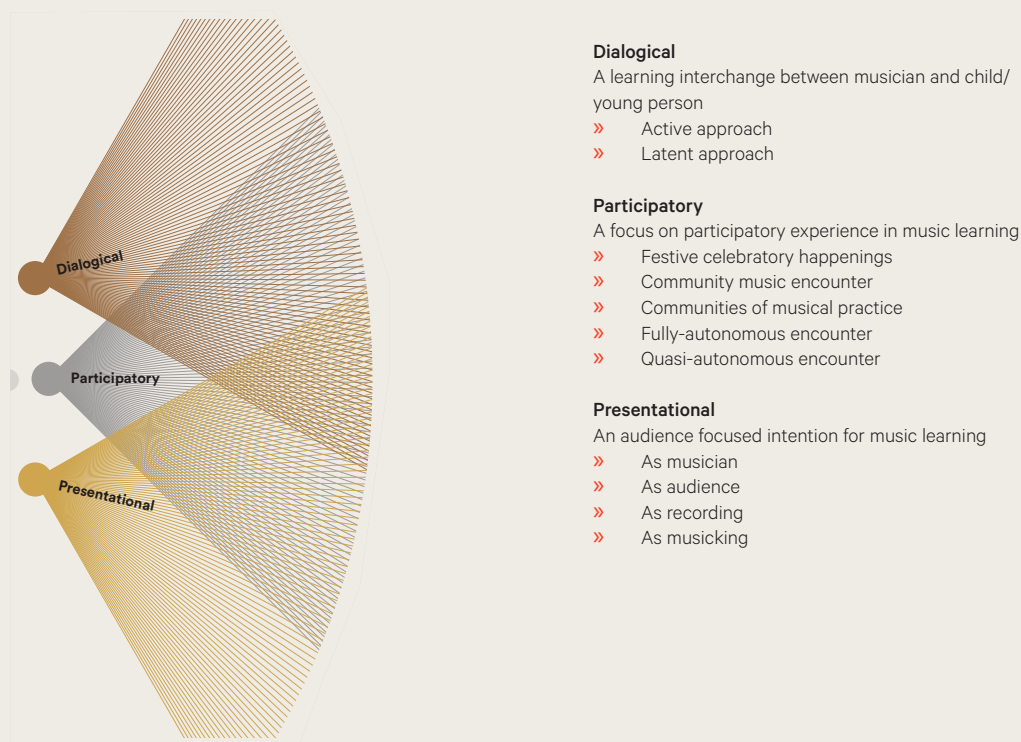 Dialogical
Participatory
Presentational
Dialogical
A learning interchange between musician and child/
young person
» Active approach
» Latent approach
Participatory
A focus on participatory experience in music learning
» Festive celebratory happenings
» Community music encounter
» Communities of musical practice
» Fully-autonomous encounter
» Quasi-autonomous encounter
Presentational
An audience focused intention for music learning
» As musician
» As audience
» As recording
» As musicking